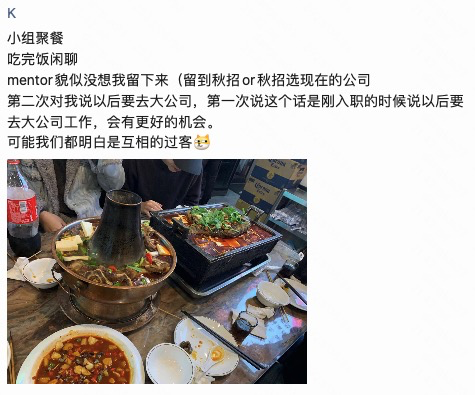 K
小组聚餐
吃完饭闲聊
mentor貌似没想我留下来（留到秋招or秋招选现在的公司
第二次对我说以后要去大公司，第一次说这个话是刚入职的时候说以后要
去大公司工作，会有更好的机会。
可能我们都明白是互相的过客